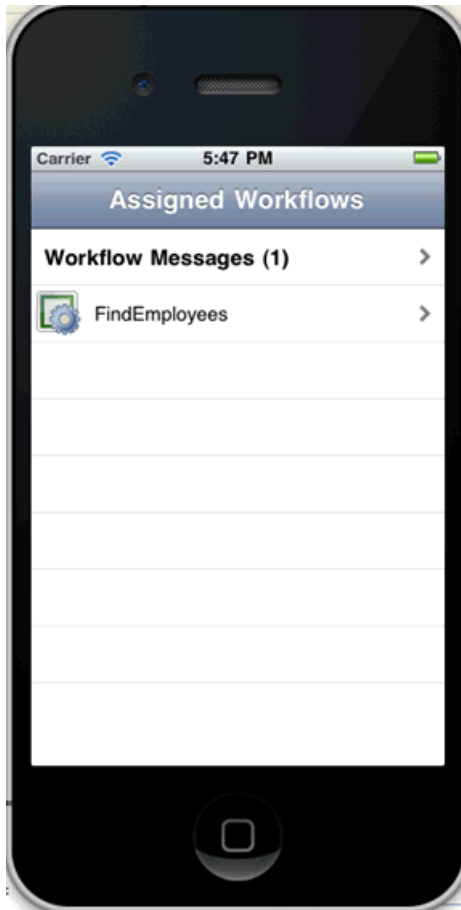 Carrier 5:47 PM
Assigned Workflows
Workflow Messages (1)
FindEmployees